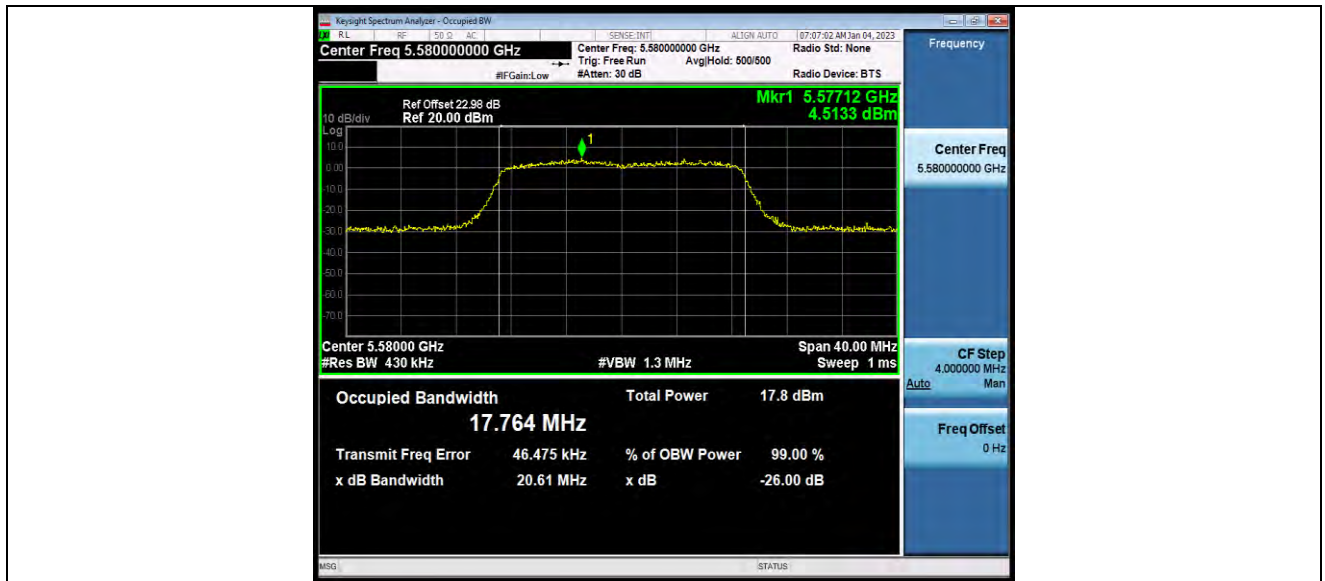 Keysight Spectrum Analyzer - Occupied BW
RL RF 50 Ω AC SENSE:INT ALIGN AUTO 07:07:02 AM Jan 04, 2023
Center Freq 5.580000000 GHz
Center Freq: 5.580000000 GHz Radio Std: None
Trig: Free Run Avg|Hold: 500/500
#IFGain:Low #Atten: 30 dB Radio Device: BTS
Frequency
Mkr1 5.57712 GHz
4.5133 dBm
Ref Offset 22.98 dB
10 dB/div Ref 20.00 dBm
Log
10.0
0.00
-10.0
-20.0
-30.0
-40.0
-50.0
-60.0
-70.0
1
Center 5.58000 GHz Span 40.00 MHz
#Res BW 430 kHz #VBW 1.3 MHz Sweep 1 ms
Occupied Bandwidth Total Power 17.8 dBm
17.764 MHz
Transmit Freq Error 46.475 kHz % of OBW Power 99.00 %
x dB Bandwidth 20.61 MHz x dB -26.00 dB
Center Freq
5.580000000 GHz
CF Step
4.000000 MHz
Auto Man
Freq Offset
0 Hz
MSG STATUS